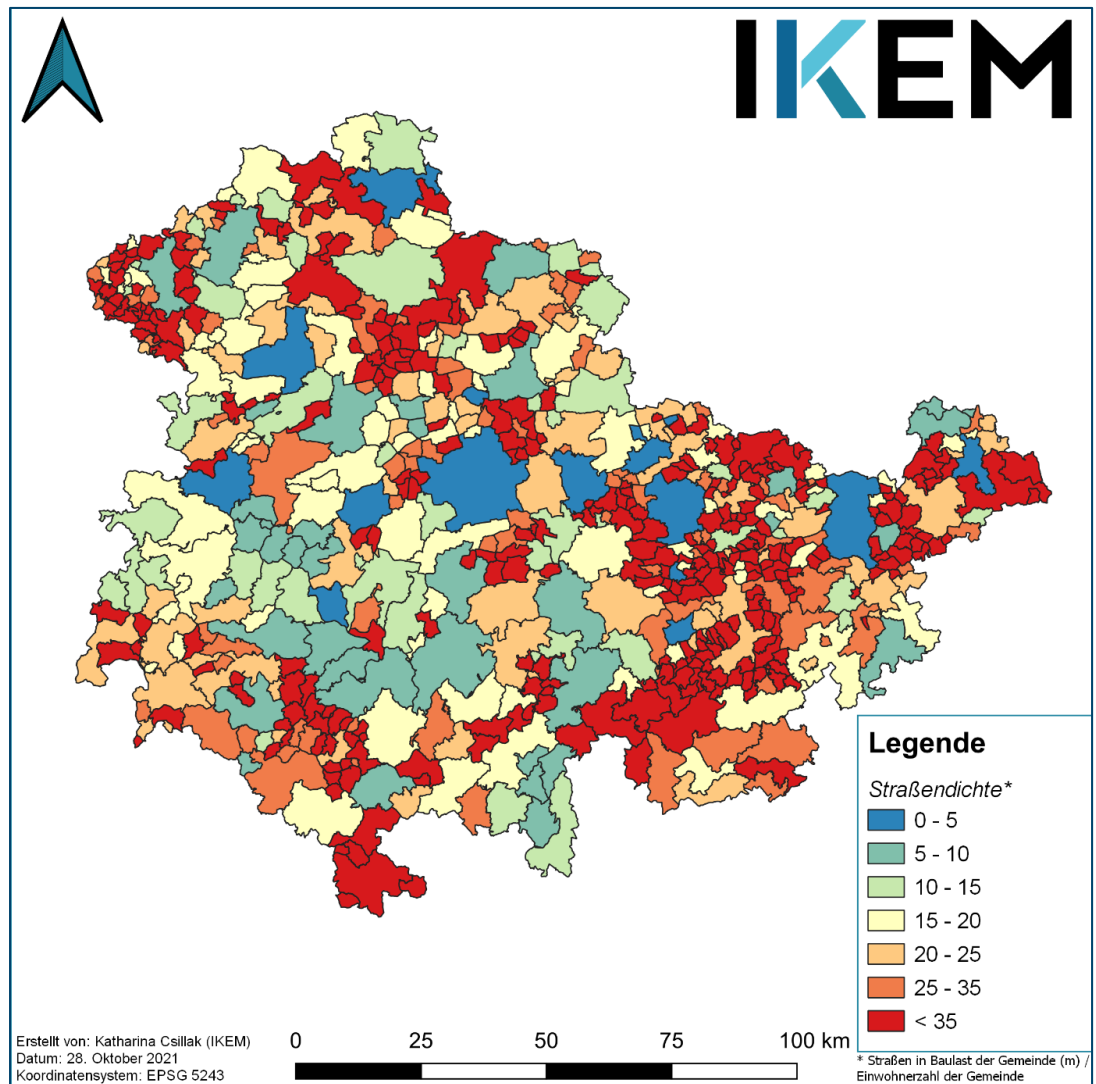 IKEM
Legende
Straßendichte*
0 - 5
5 - 10
10 - 15
15 - 20
20 - 25
25 - 35
< 35
Erstellt von: Katharina Csillak (IKEM)
Datum: 28. Oktober 2021
Koordinatensystem: EPSG 5243
0 25 50 75 100 km
* Straßen in Baulast der Gemeinde (m) /
Einwohnerzahl der Gemeinde